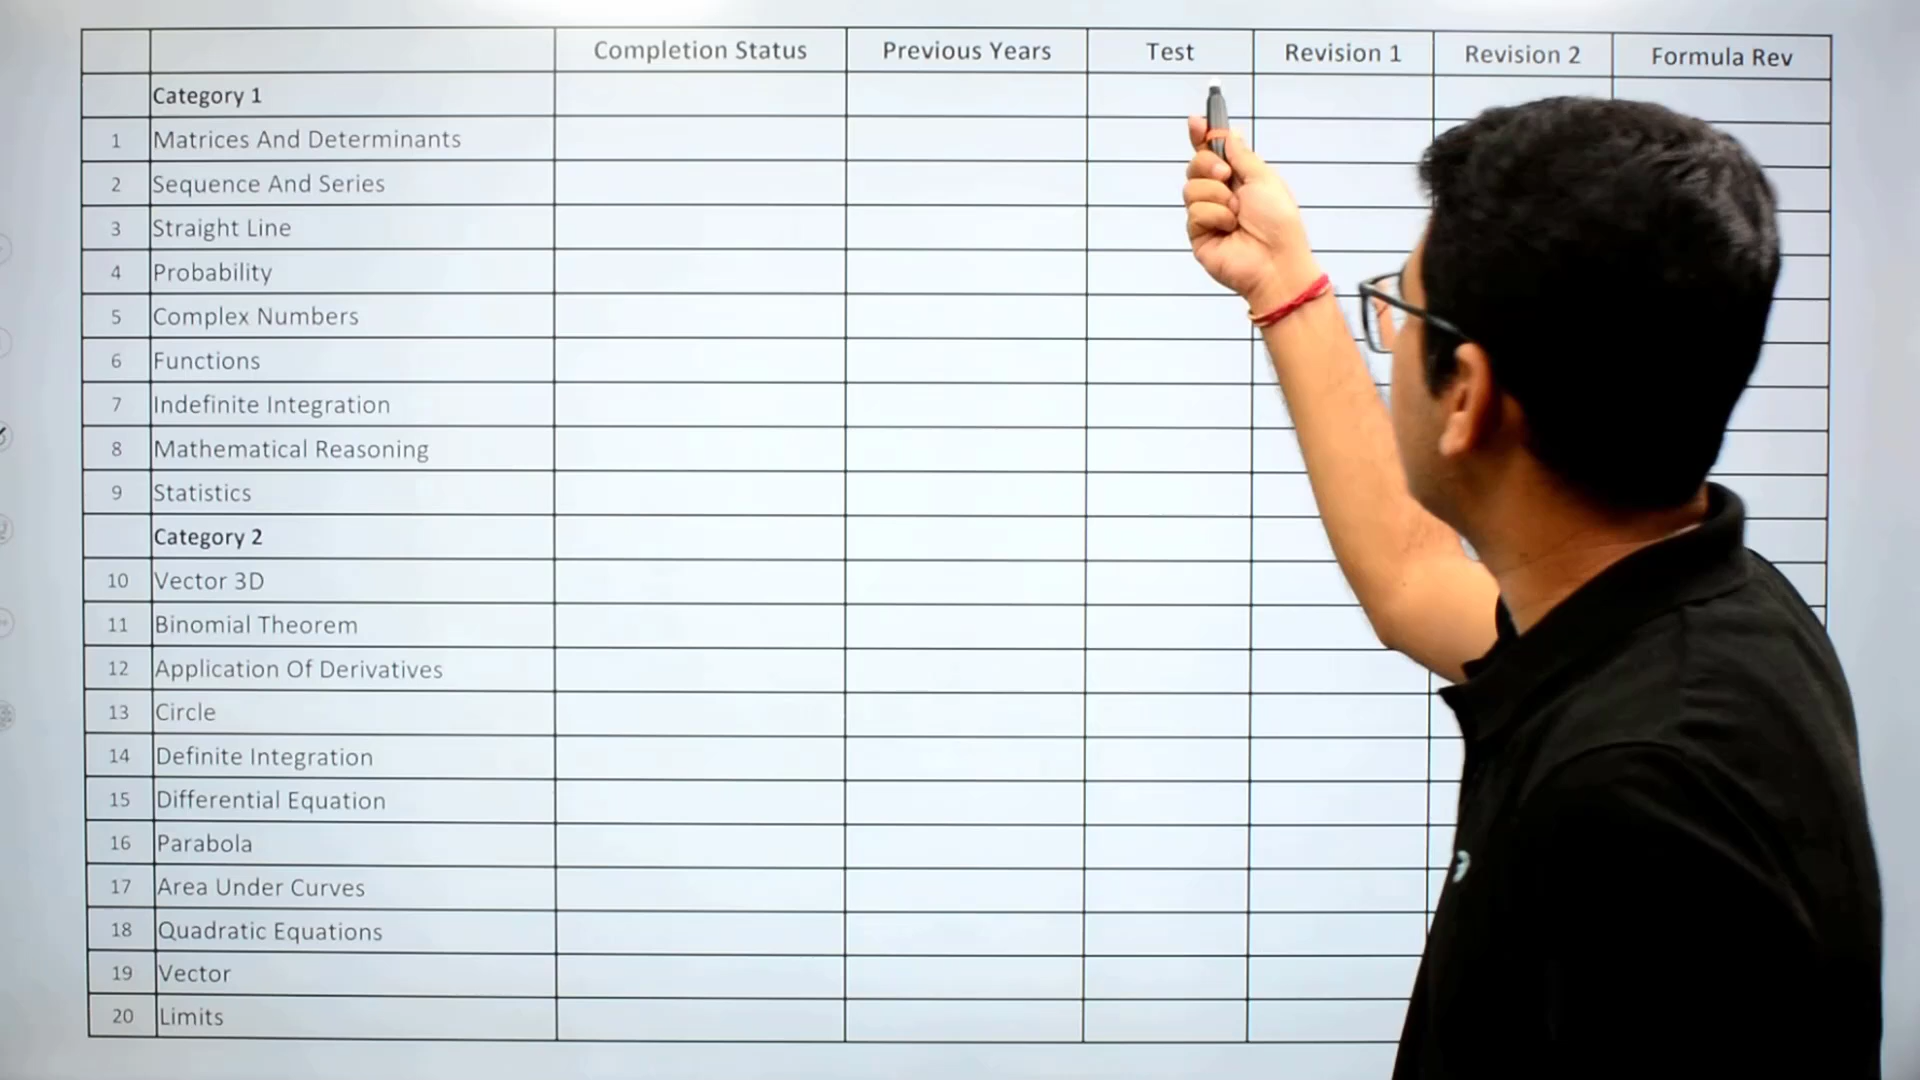 Completion Status Previous Years Test Revision 1 Revision 2 Formula Rev
Category 1
1 Matrices And Determinants
2 Sequence And Series
3 Straight Line
4 Probability
5 Complex Numbers
6 Functions
7 Indefinite Integration
8 Mathematical Reasoning
9 Statistics
Category 2
10 Vector 3D
11 Binomial Theorem
12 Application Of Derivatives
13 Circle
14 Definite Integration
15 Differential Equation
16 Parabola
17 Area Under Curves
18 Quadratic Equations
19 Vector
20 Limits